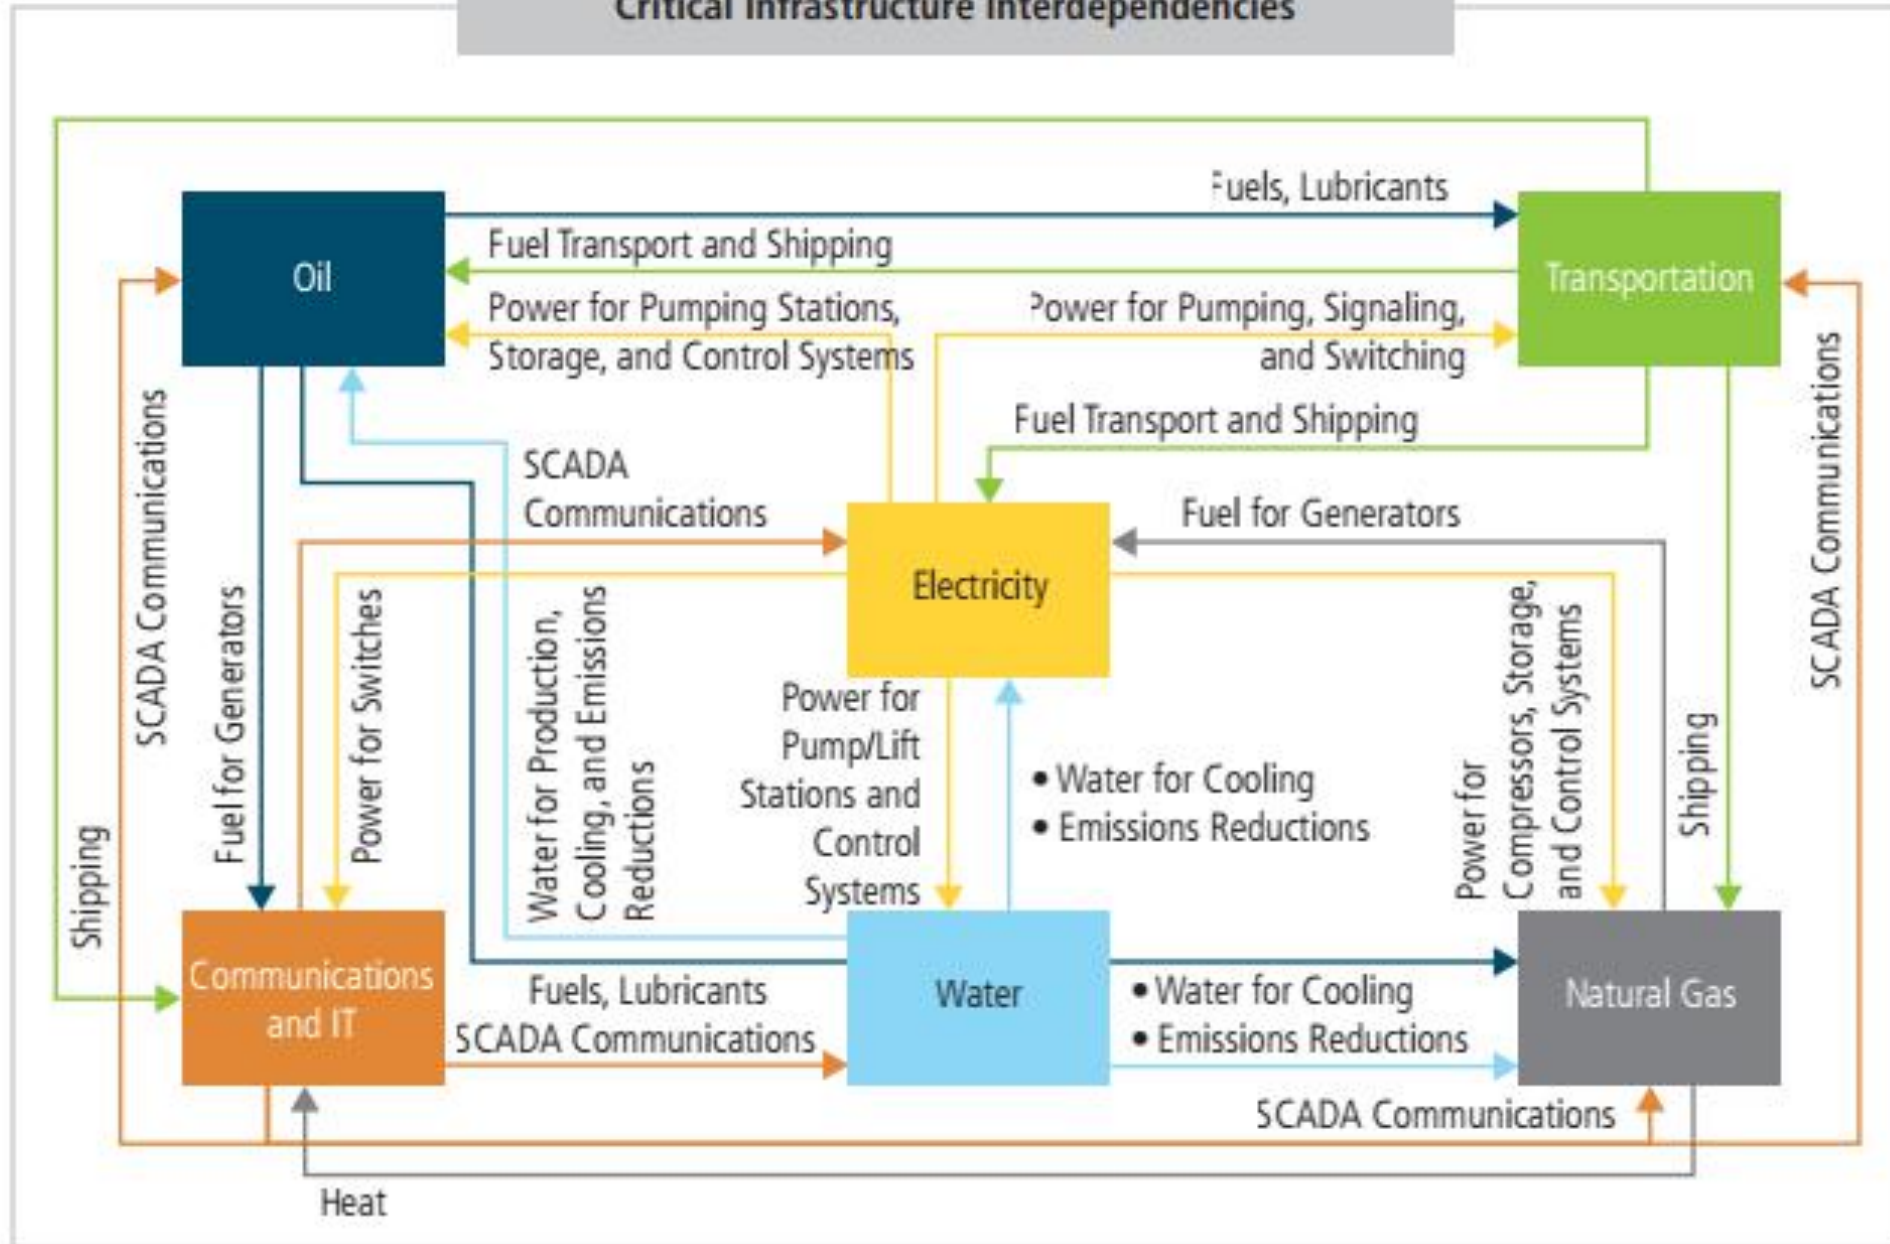 Critical Infrastructure Interdependencies
Fuels, Lubricants
Oil
Fuel Transport and Shipping
Transportation
Power for Pumping Stations,
Storage, and Control Systems
Power for Pumping, Signaling,
and Switching
Fuel Transport and Shipping
SCADA Communications
SCADA Communications
SCADA
Communications
Fuel for Generators
Electricity
Fuel for Generators
Power for Switches
Water for Production,
Cooling, and Emissions
Reductions
Power for
Pump/Lift
Stations and
Control
Systems
• Water for Cooling
• Emissions Reductions
Power for
Compressors, Storage,
and Control Systems
Shipping
Shipping
Communications
and IT
Fuels, Lubricants
SCADA Communications
Water
• Water for Cooling
• Emissions Reductions
Natural Gas
SCADA Communications
Heat